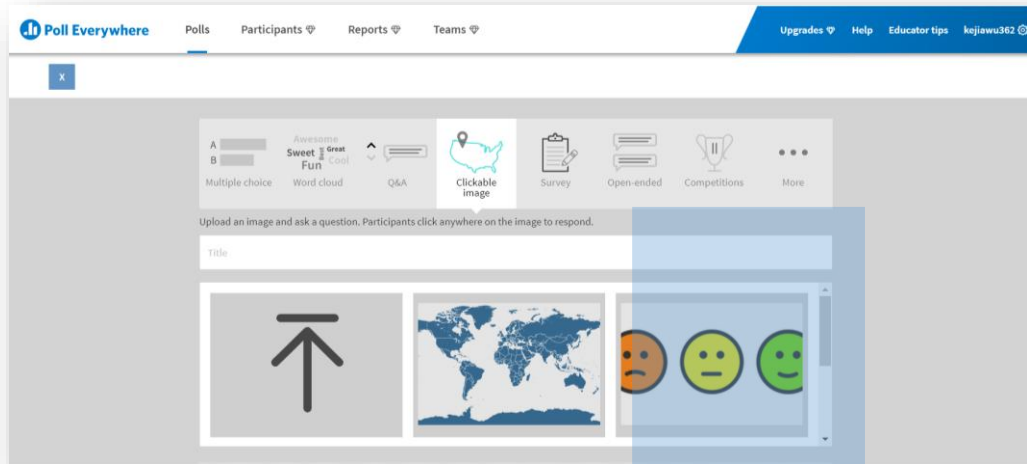 Poll Everywhere Polls Participants Reports Teams Upgrades Help Educator tips kejiawu362
X
A
B
Multiple choice
Awesome
Sweet Great
Fun Cool
Word cloud
Q&A
Clickable
image
Survey
Open-ended
II
Competitions
More
Upload an image and ask a question. Participants click anywhere on the image to respond.
Title